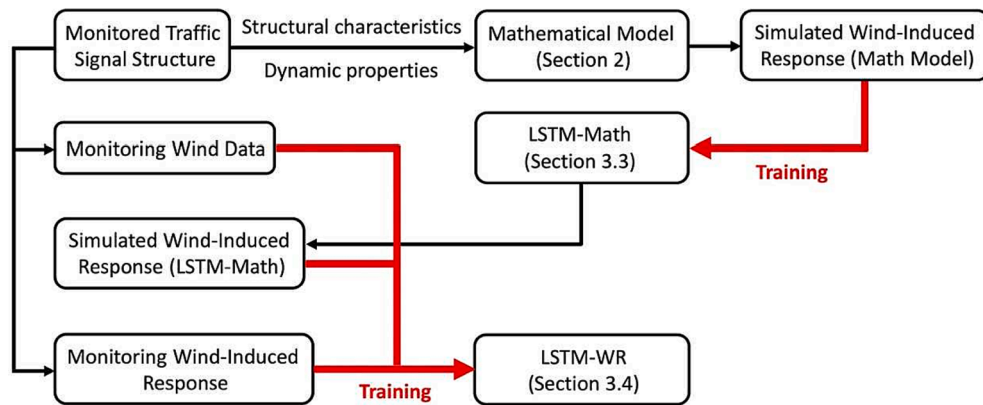 Monitored Traffic
Signal Structure
Structural characteristics
Dynamic properties
Mathematical Model
(Section 2)
Simulated Wind-Induced
Response (Math Model)
Monitoring Wind Data
LSTM-Math
(Section 3.3)
Training
Simulated Wind-Induced
Response (LSTM-Math)
Monitoring Wind-Induced
Response
Training
LSTM-WR
(Section 3.4)